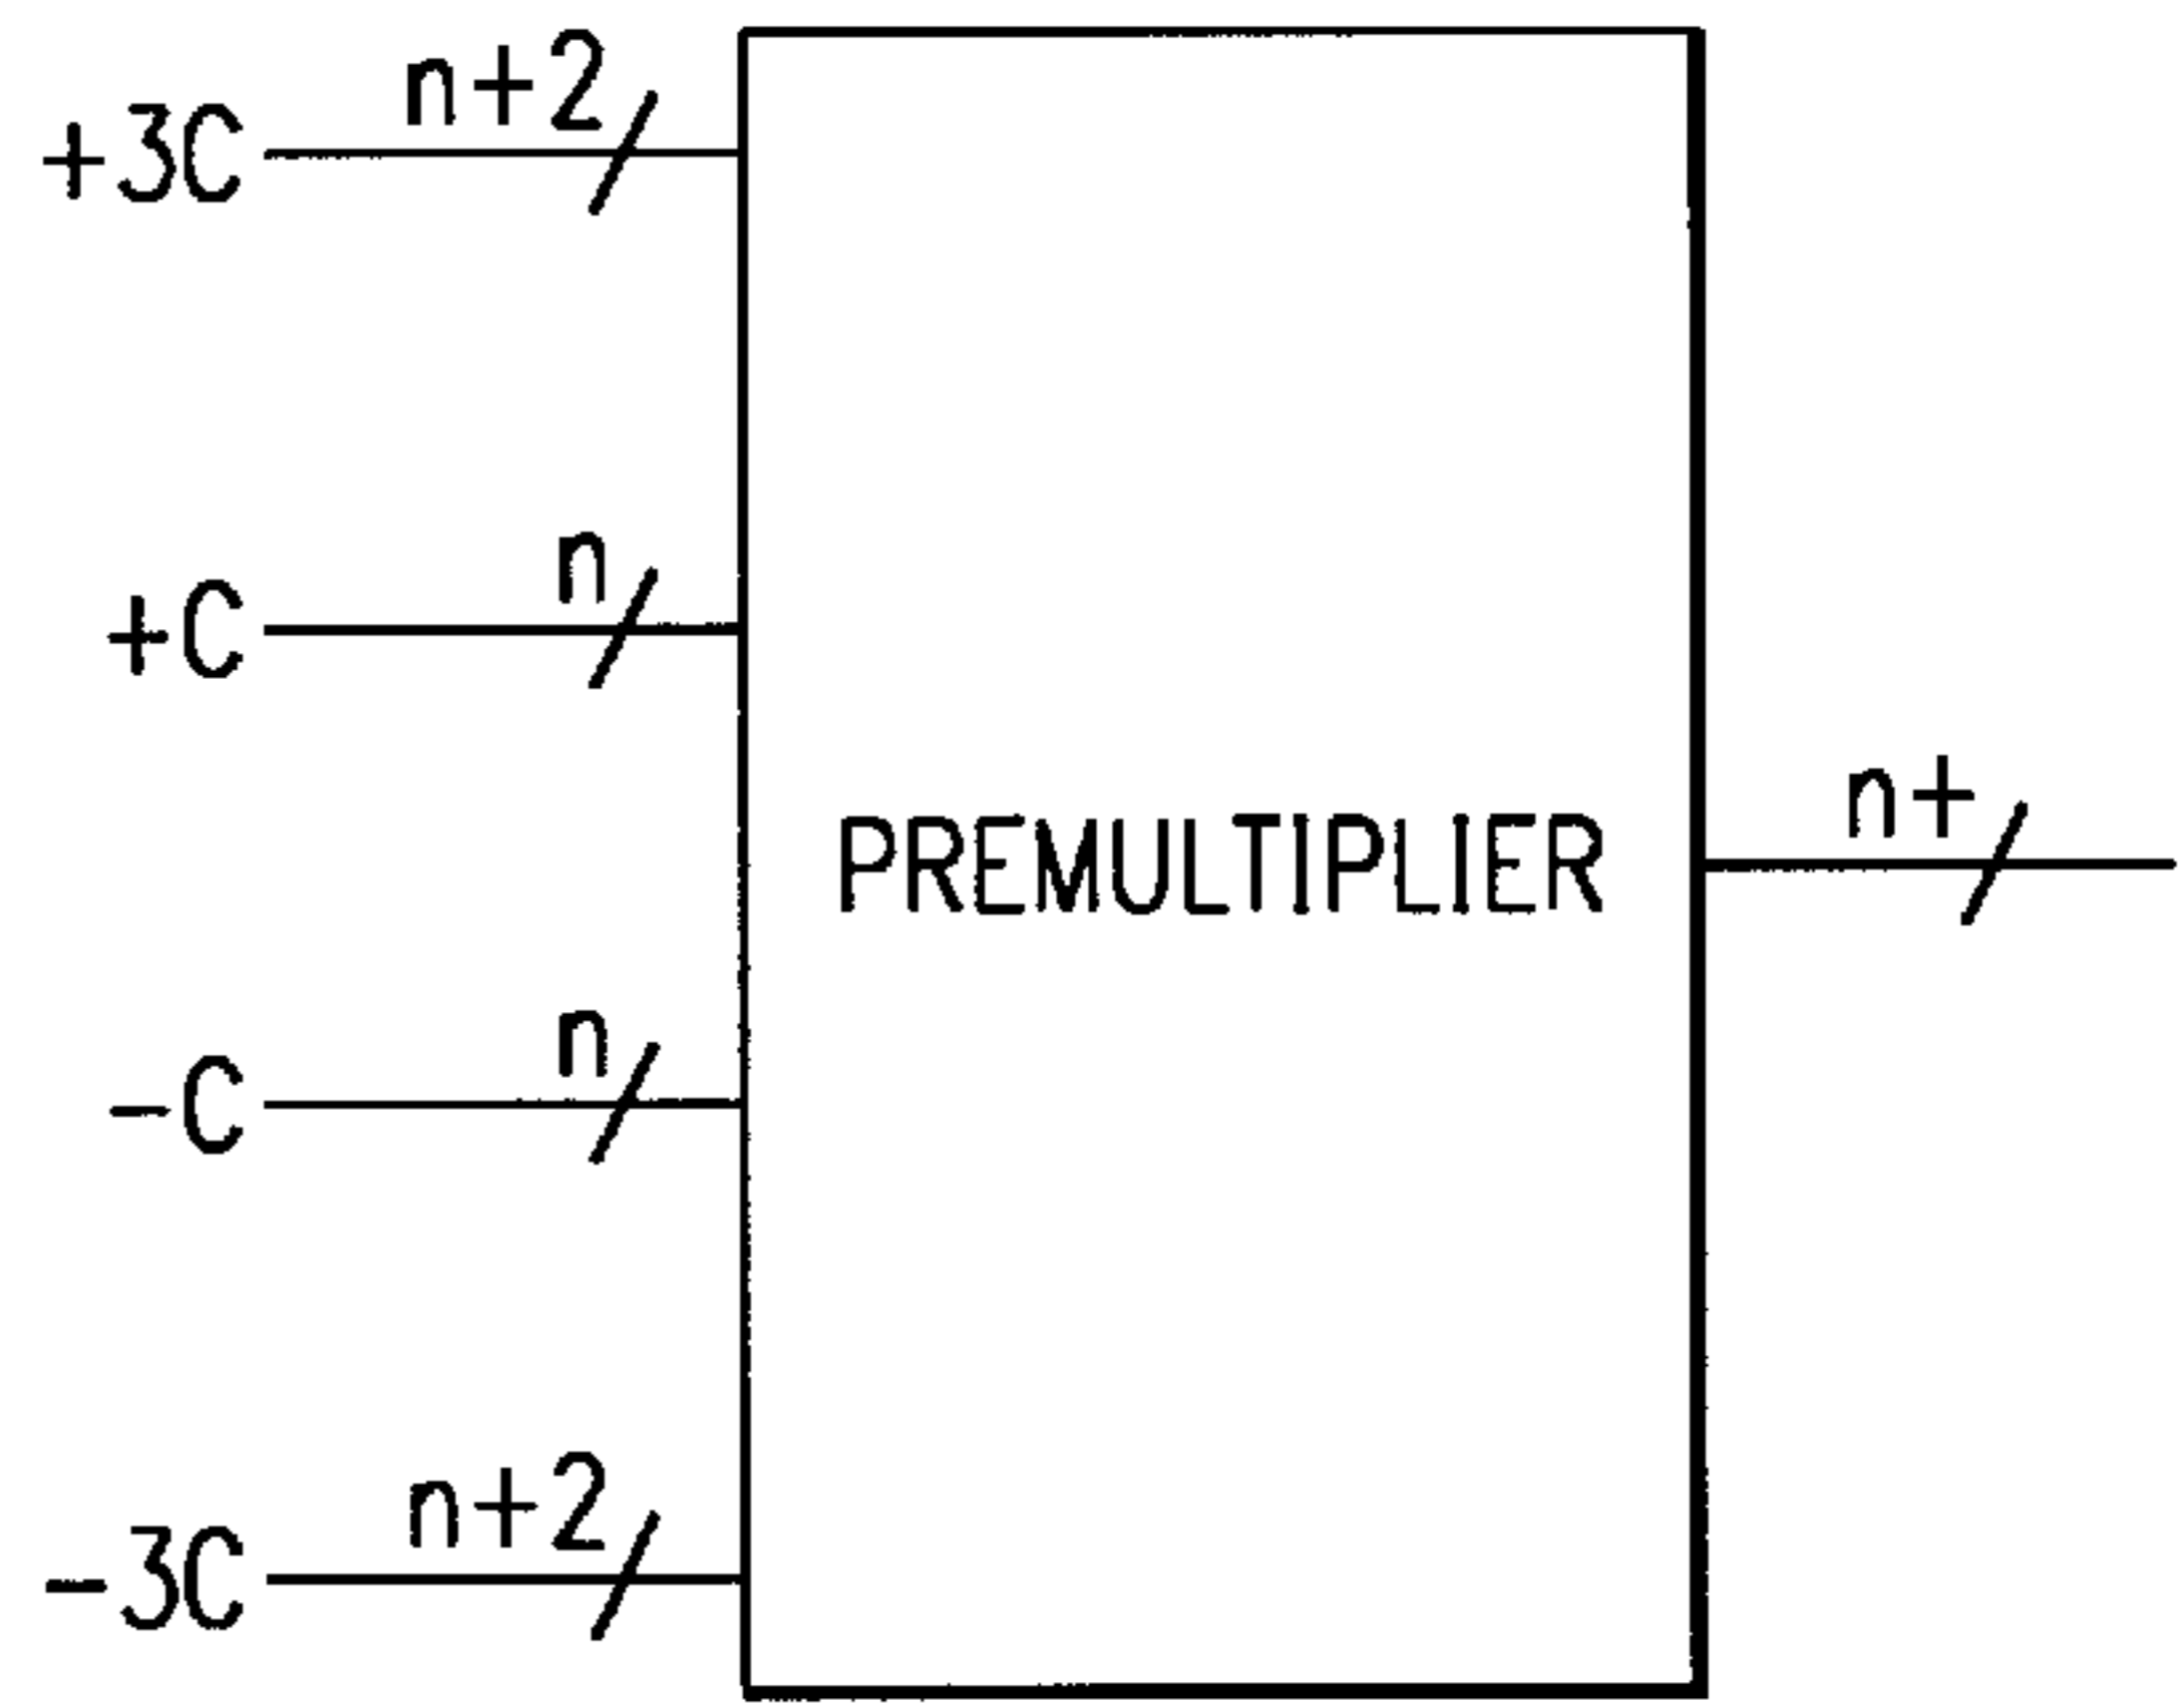 n+2
+3C
n
+C
PREMULTIPLIER
n+
n
-C
n+2
-3C